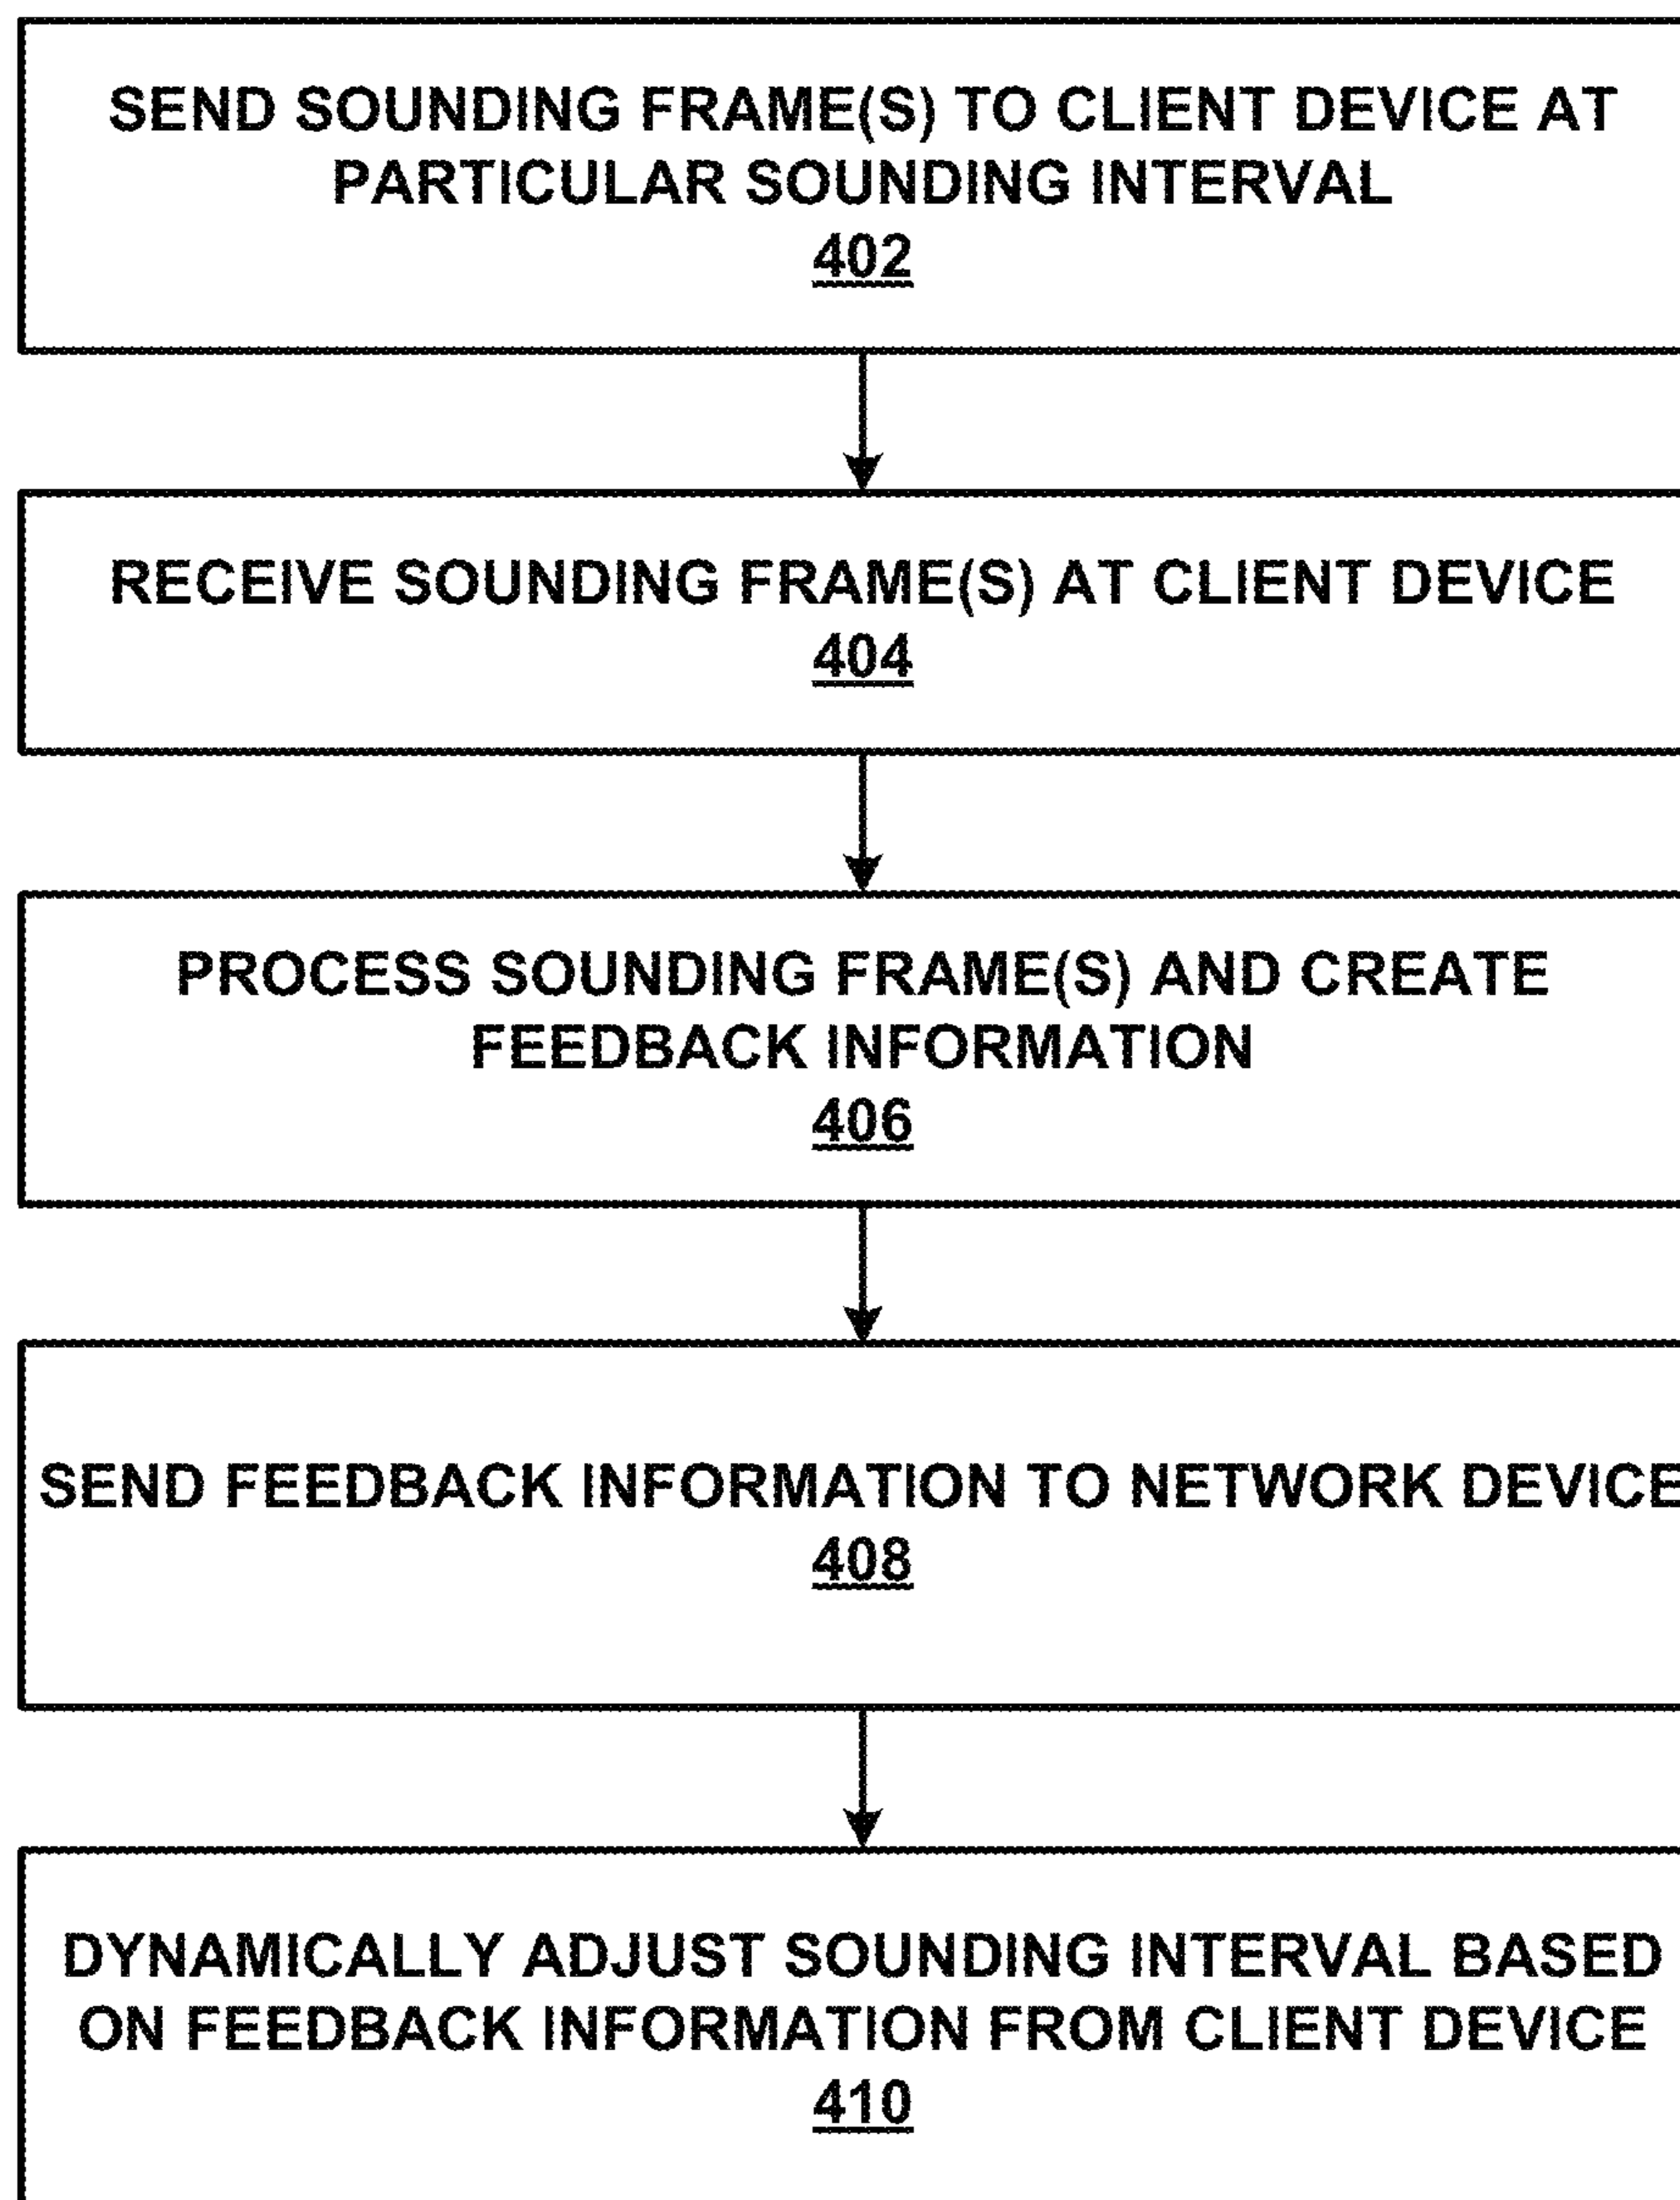 SEND SOUNDING FRAME(S) TO CLIENT DEVICE AT
PARTICULAR SOUNDING INTERVAL
402
RECEIVE SOUNDING FRAME(S) AT CLIENT DEVICE
404
PROCESS SOUNDING FRAME(S) AND CREATE
FEEDBACK INFORMATION
406
SEND FEEDBACK INFORMATION TO NETWORK DEVICE
408
DYNAMICALLY ADJUST SOUNDING INTERVAL BASED
ON FEEDBACK INFORMATION FROM CLIENT DEVICE
410